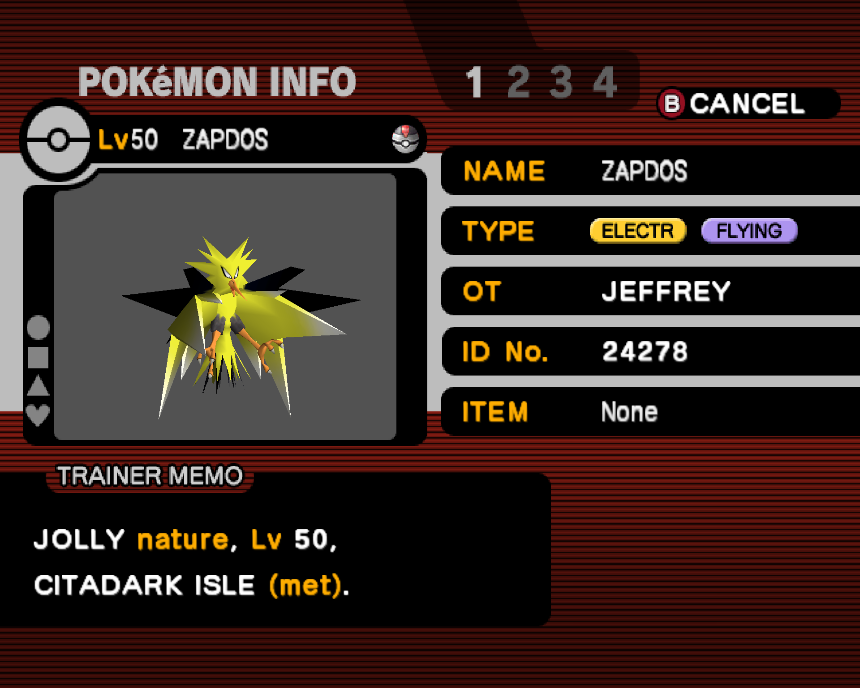 POKéMON INFO
1 2 3 4
B CANCEL
Lv50 ZAPDOS
NAME ZAPDOS
TYPE ELECTR FLYING
OT JEFFREY
ID No. 24278
ITEM None
TRAINER MEMO
JOLLY nature, Lv 50,
CITADARK ISLE (met).